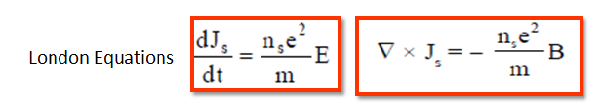 London Equations dJₛ/dt = nₛe²/m E ∇ × Jₛ = − nₛe²/m B